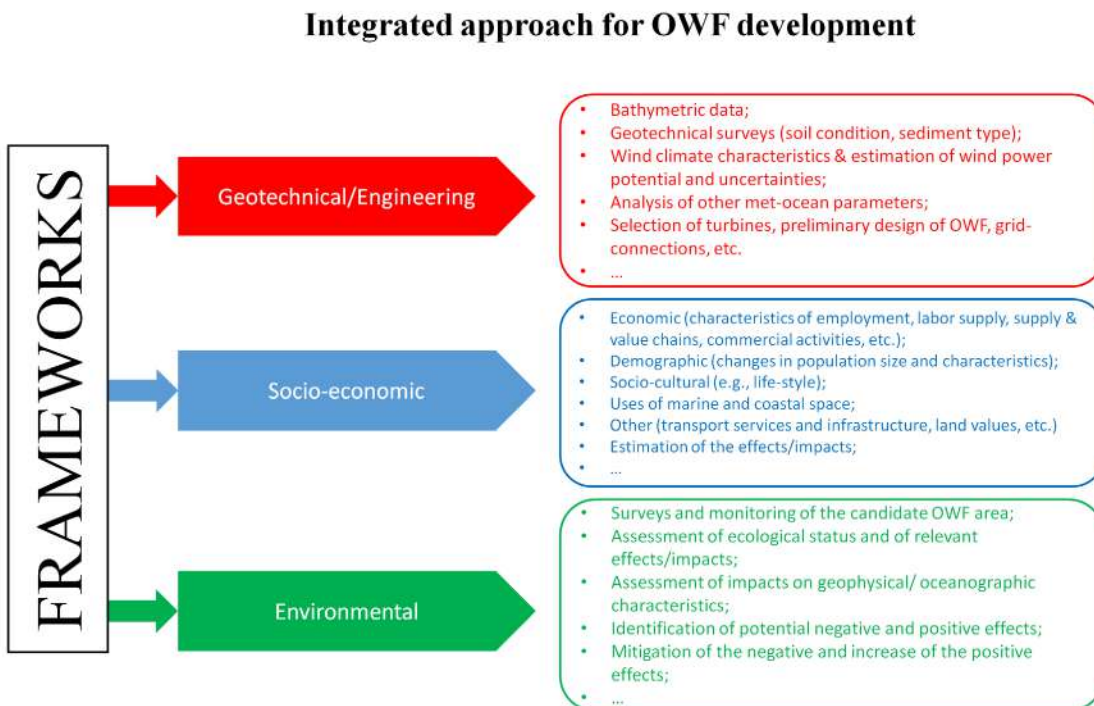 Integrated approach for OWF development
FRAMEWORKS
Geotechnical/Engineering
• Bathymetric data;
• Geotechnical surveys (soil condition, sediment type);
• Wind climate characteristics & estimation of wind power
potential and uncertainties;
• Analysis of other met-ocean parameters;
• Selection of turbines, preliminary design of OWF, grid-
connections, etc.
• ...
Socio-economic
• Economic (characteristics of employment, labor supply, supply &
value chains, commercial activities, etc.);
• Demographic (changes in population size and characteristics);
• Socio-cultural (e.g., life-style);
• Uses of marine and coastal space;
• Other (transport services and infrastructure, land values, etc.)
• Estimation of the effects/impacts;
• ...
Environmental
• Surveys and monitoring of the candidate OWF area;
• Assessment of ecological status and of relevant
effects/impacts;
• Assessment of impacts on geophysical/ oceanographic
characteristics;
• Identification of potential negative and positive effects;
• Mitigation of the negative and increase of the positive
effects;
• ...